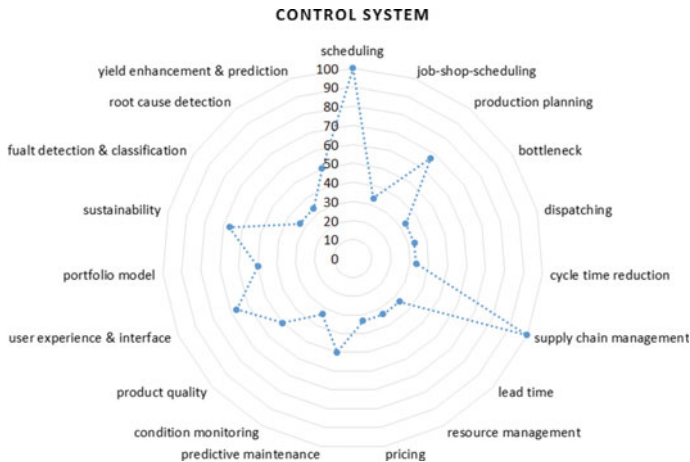 CONTROL SYSTEM
scheduling
yield enhancement & prediction
100
job-shop-scheduling
90
root cause detection
80
production planning
70
60
fualt detection & classification
50
bottleneck
40
30
sustainability
20
dispatching
10
0
portfolio model
cycle time reduction
user experience & interface
supply chain management
product quality
lead time
condition monitoring
resource management
predictive maintenance
pricing